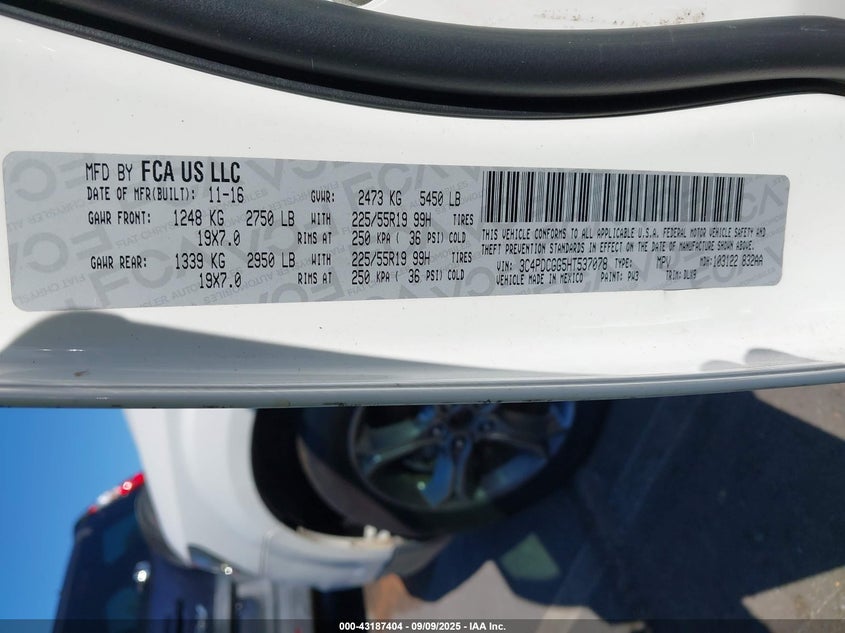 MFD BY FCA US LLC
DATE OF MFR(BUILT): 11-16 GVWR: 2473 KG 5450 LB
GAWR FRONT: 1248 KG 2750 LB WITH 225/55R19 99H TIRES
19X7.0 RIMS AT 250 KPA ( 36 PSI) COLD
GAWR REAR: 1339 KG 2950 LB WITH 225/55R19 99H TIRES
19X7.0 RIMS AT 250 KPA ( 36 PSI) COLD
THIS VEHICLE CONFORMS TO ALL APPLICABLE U.S.A. FEDERAL MOTOR VEHICLE SAFETY AND
THEFT PREVENTION STANDARDS IN EFFECT ON THE DATE OF MANUFACTURE SHOWN ABOVE.
VIN: 3C4PDCGG5HT537078 TYPE: MPV MDH: 103122 832AA
VEHICLE MADE IN MEXICO PAINT: PW3 TRIM: DLW8
000-43187404 - 09/09/2025 - IAA Inc.